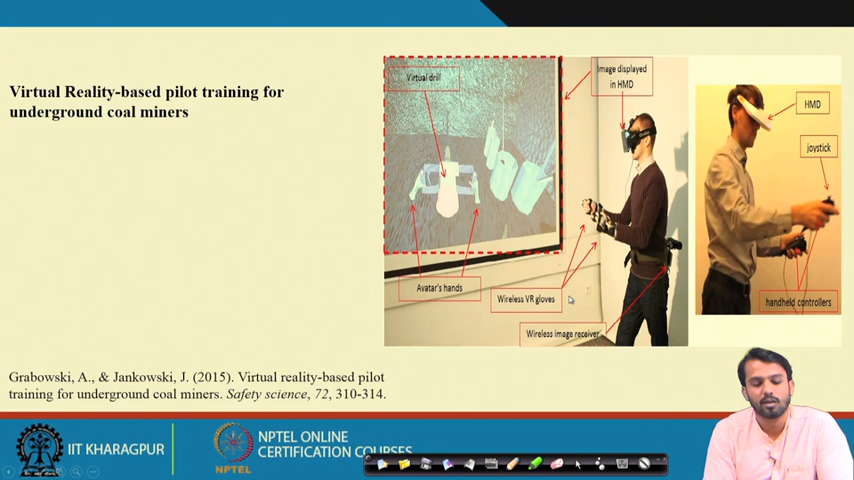 Virtual Reality-based pilot training for
underground coal miners
Virtual drill
Image displayed
in HMD
HMD
joystick
Avatar's hands
Wireless VR gloves
handheld controllers
Wireless image receiver
Grabowski, A., & Jankowski, J. (2015). Virtual reality-based pilot
training for underground coal miners. Safety science, 72, 310-314.
IIT KHARAGPUR
NPTEL
NPTEL ONLINE
CERTIFICATION COURSES